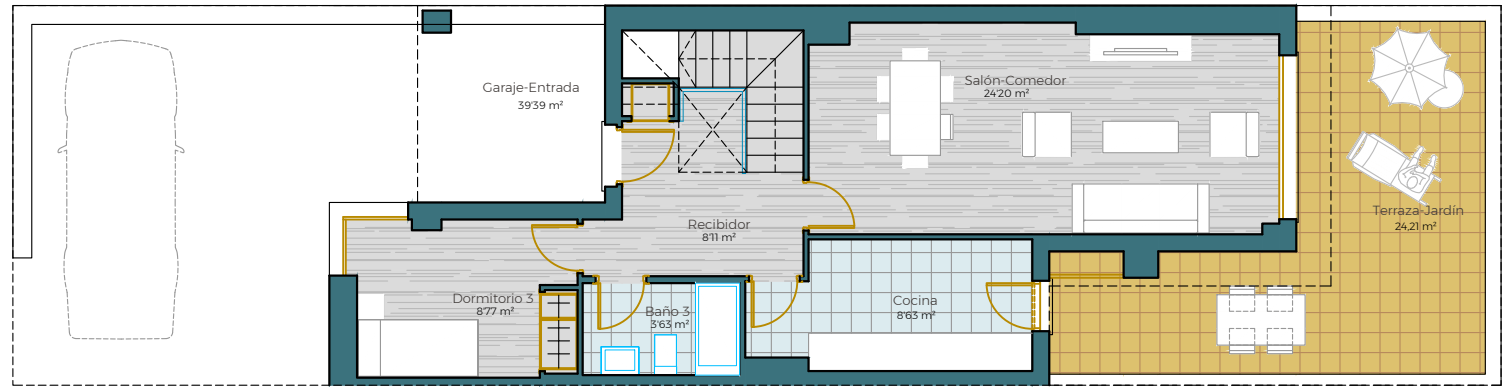 Garaje-Entrada
39'39 m²
Salón-Comedor
24'20 m²
Recibidor
8'11 m²
Terraza-Jardín
24,21 m²
Dormitorio 3
8'77 m²
Baño 3
3'63 m²
Cocina
8'63 m²